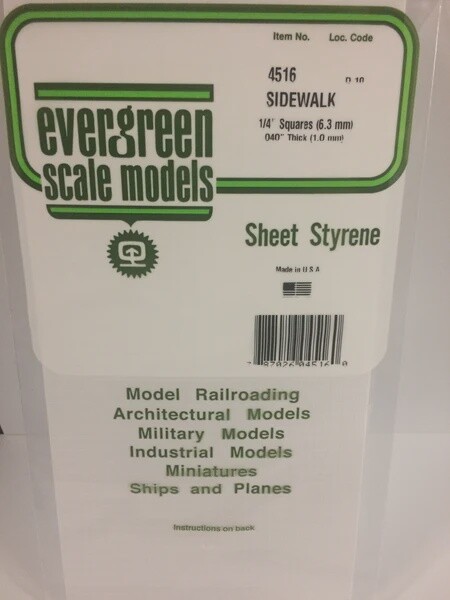 Item No. Loc. Code
4516 D 10
SIDEWALK
1/4" Squares (6.3 mm)
.040" Thick (1.0 mm)
evergreen
scale models
Sheet Styrene
Made in U S A
Model Railroading
Architectural Models
Military Models
Industrial Models
Miniatures
Ships and Planes
Instructions on back